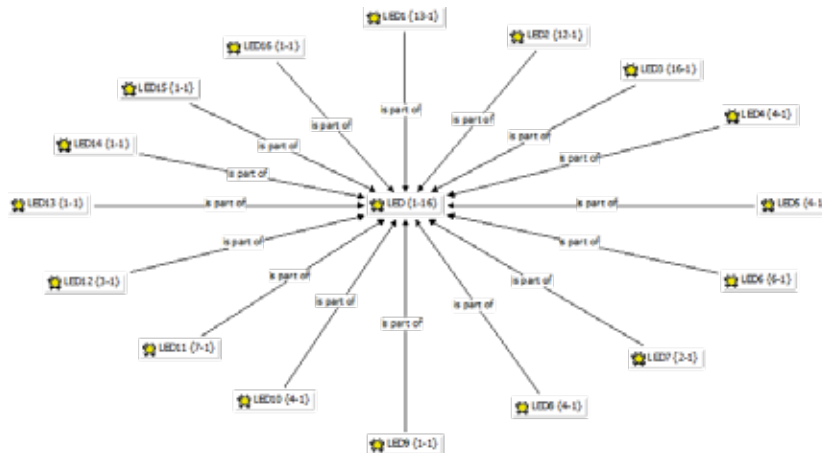 LED1 {13-1}
LED16 {1-1}
LED2 {12-1}
LED3 {16-1}
LED15 {1-1}
LED4 {4-1}
is part of
is part of
is part of
is part of
LED14 {1-1}
is part of
is part of
is part of
is part of
LED13 {1-1}
is part of
LED {1-16}
is part of
LED5 {4-1
is part of
is part of
LED12 {3-1}
is part of
is part of
LED6 {6-1}
is part of
is part of
is part of
LED11 {7-1}
LED7 {2-1}
LED10 {4-1}
LED8 {4-1}
LED9 {1-1}